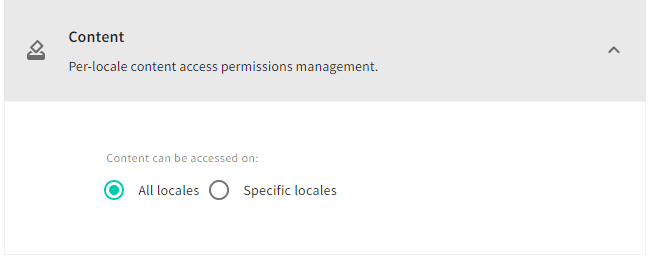 Content
Per-locale content access permissions management.
Content can be accessed on:
All locales Specific locales